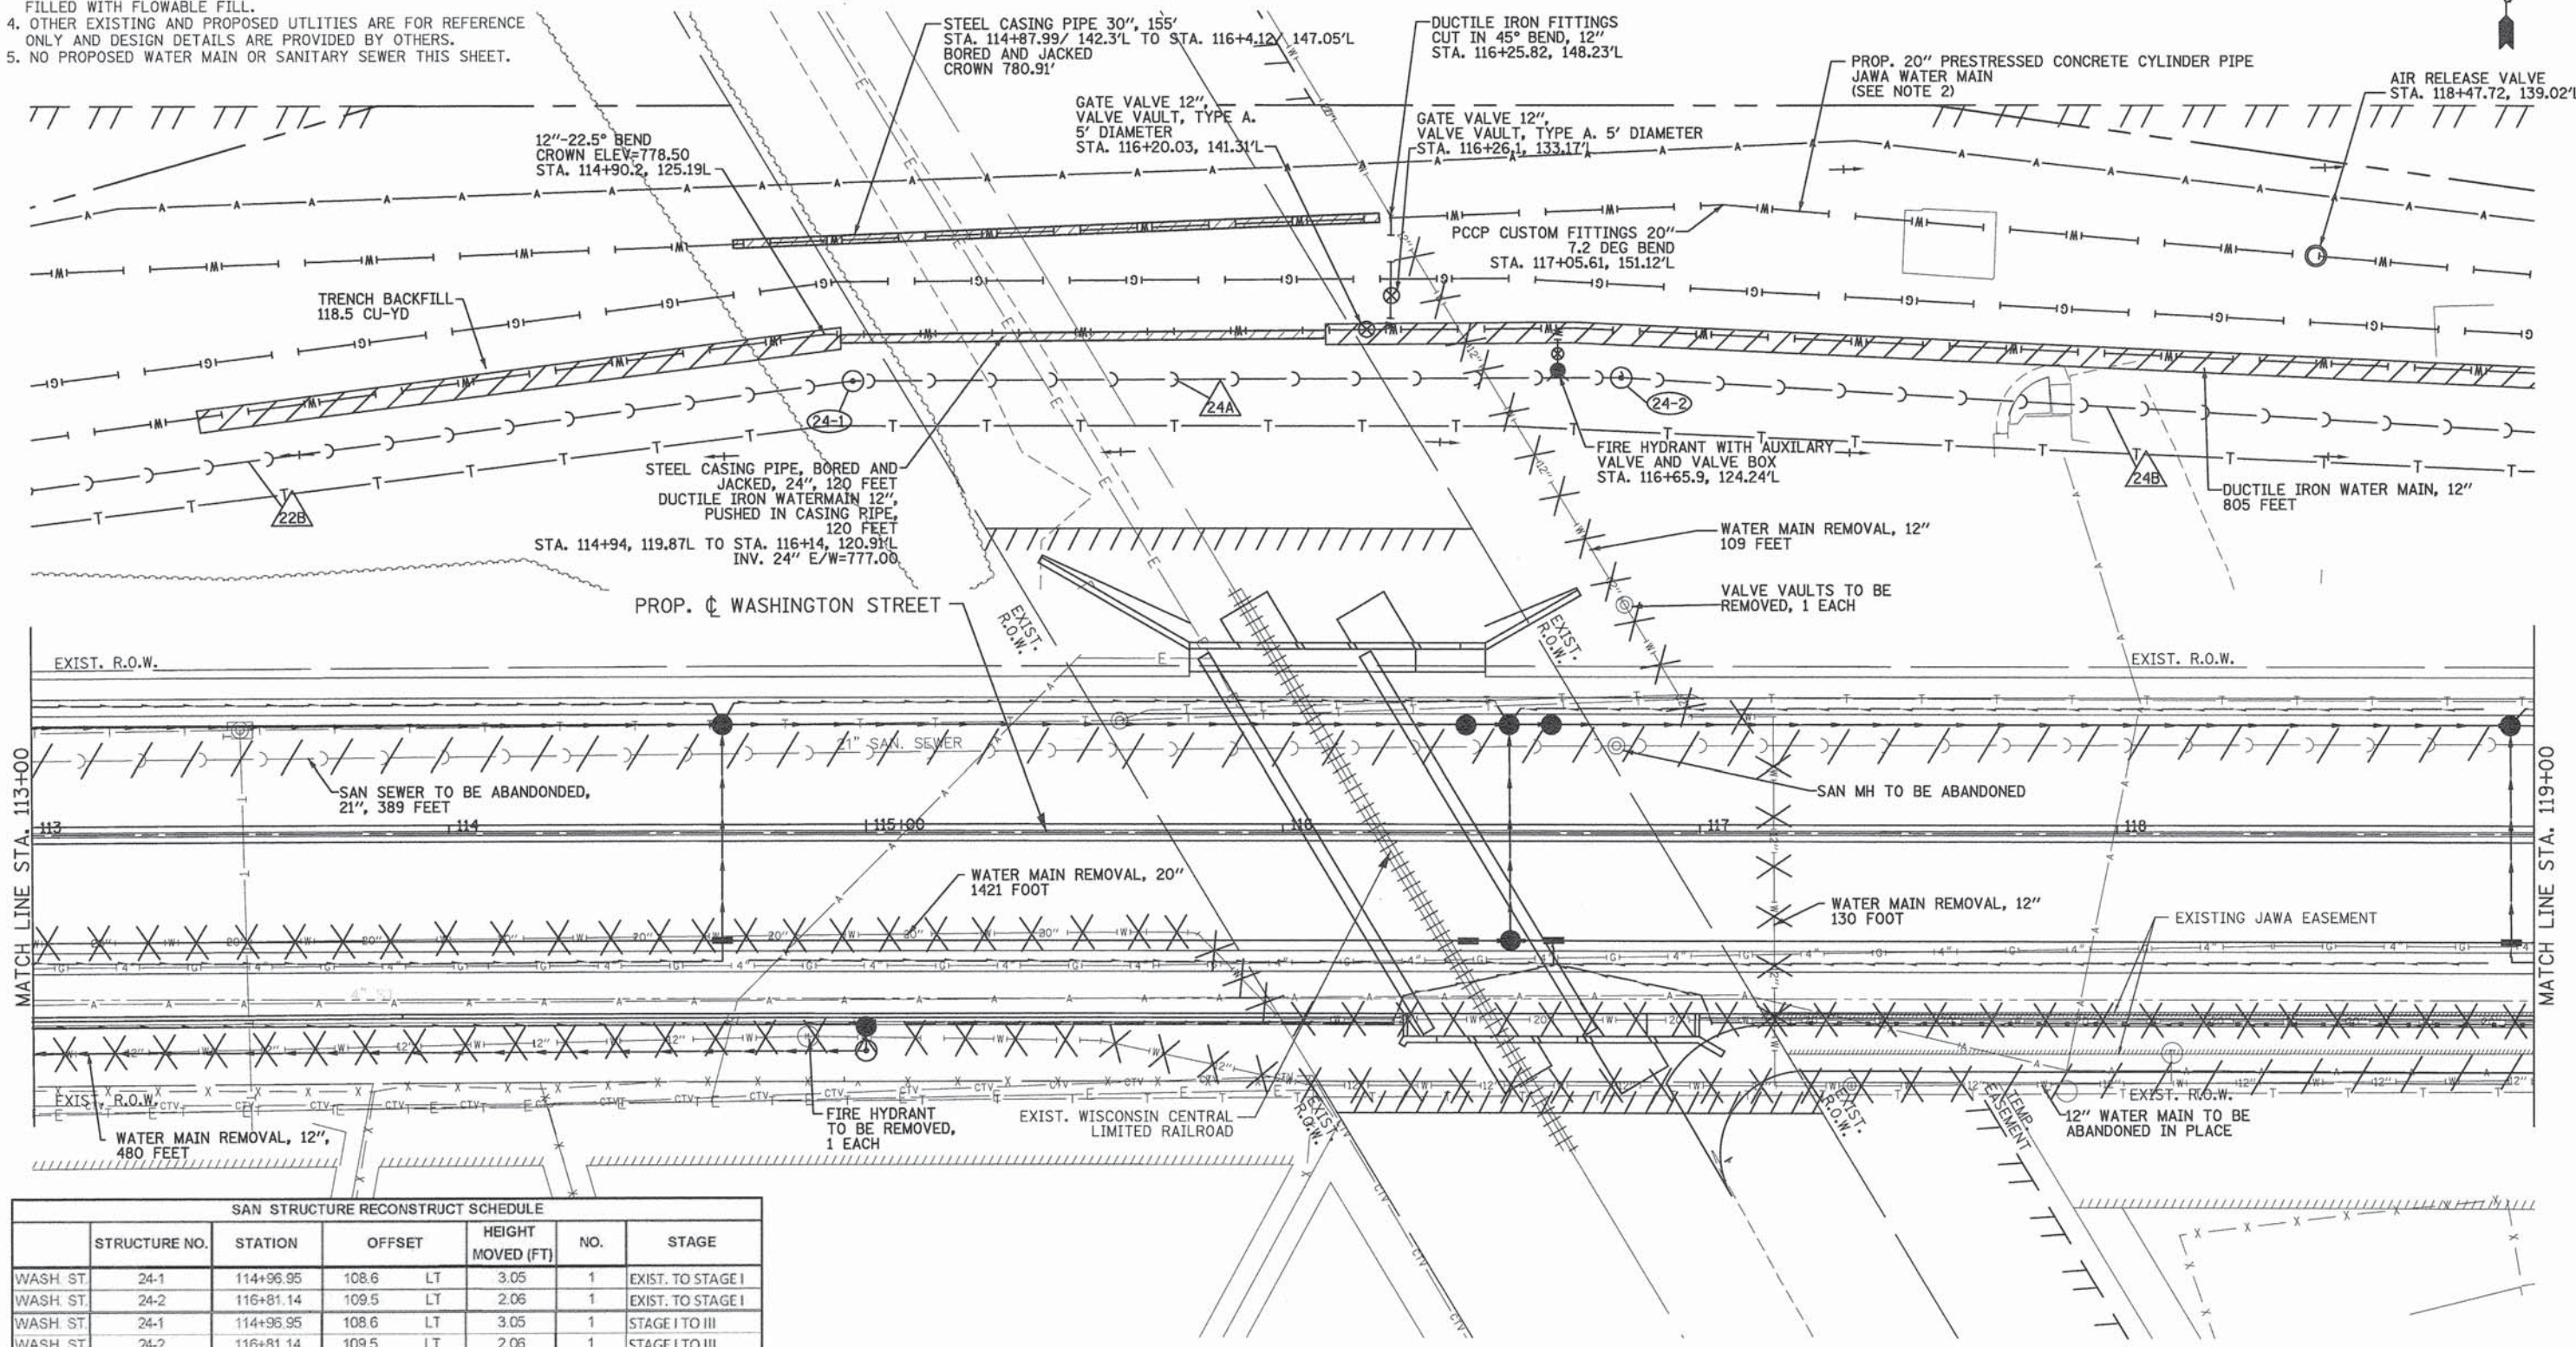 FILLED WITH FLOWABLE FILL.
4. OTHER EXISTING AND PROPOSED UTLITIES ARE FOR REFERENCE
ONLY AND DESIGN DETAILS ARE PROVIDED BY OTHERS.
5. NO PROPOSED WATER MAIN OR SANITARY SEWER THIS SHEET.
STEEL CASING PIPE 30", 155'
STA. 114+87.99/ 142.3'L TO STA. 116+4.12/ 147.05'L
BORED AND JACKED
CROWN 780.91'
DUCTILE IRON FITTINGS
CUT IN 45° BEND, 12"
STA. 116+25.82, 148.23'L
PROP. 20" PRESTRESSED CONCRETE CYLINDER PIPE
JAWA WATER MAIN
(SEE NOTE 2)
AIR RELEASE VALVE
STA. 118+47.72, 139.02'L
GATE VALVE 12",
VALVE VAULT, TYPE A.
5' DIAMETER
STA. 116+20.03, 141.31'L
GATE VALVE 12",
VALVE VAULT, TYPE A. 5' DIAMETER
STA. 116+26.1, 133.17'L
12"-22.5° BEND
CROWN ELEV=778.50
STA. 114+90.2, 125.19L
PCCP CUSTOM FITTINGS 20"
7.2 DEG BEND
STA. 117+05.61, 151.12'L
TRENCH BACKFILL
118.5 CU-YD
24-1
24A
24-2
22B
24B
STEEL CASING PIPE, BORED AND
JACKED, 24", 120 FEET
DUCTILE IRON WATERMAIN 12",
PUSHED IN CASING PIPE,
120 FEET
STA. 114+94, 119.87L TO STA. 116+14, 120.91'L
INV. 24" E/W=777.00
FIRE HYDRANT WITH AUXILARY
VALVE AND VALVE BOX
STA. 116+65.9, 124.24'L
DUCTILE IRON WATER MAIN, 12"
805 FEET
WATER MAIN REMOVAL, 12"
109 FEET
VALVE VAULTS TO BE
REMOVED, 1 EACH
PROP. ℄ WASHINGTON STREET
EXIST.
R.O.W.
EXIST.
R.O.W.
EXIST. R.O.W.
EXIST. R.O.W.
21" SAN. SEWER
SAN SEWER TO BE ABANDONDED,
21", 389 FEET
SAN MH TO BE ABANDONED
MATCH LINE STA. 113+00
MATCH LINE STA. 119+00
113
114
115+00
116
117
118
WATER MAIN REMOVAL, 20"
1421 FOOT
WATER MAIN REMOVAL, 12"
130 FOOT
EXISTING JAWA EASEMENT
EXIST. R.O.W.
WATER MAIN REMOVAL, 12",
480 FEET
FIRE HYDRANT
TO BE REMOVED,
1 EACH
EXIST. WISCONSIN CENTRAL
LIMITED RAILROAD
EXIST.
R.O.W.
EXIST.
R.O.W.
TEMP.
EASEMENT
EXIST. R.O.W.
12" WATER MAIN TO BE
ABANDONED IN PLACE
SAN STRUCTURE RECONSTRUCT SCHEDULE
STRUCTURE NO. STATION OFFSET HEIGHT MOVED (FT) NO. STAGE
WASH. ST. 24-1 114+96.95 108.6 LT 3.05 1 EXIST. TO STAGE I
WASH. ST. 24-2 116+81.14 109.5 LT 2.06 1 EXIST. TO STAGE I
WASH. ST. 24-1 114+96.95 108.6 LT 3.05 1 STAGE I TO III
WASH. ST. 24-2 116+81.14 109.5 LT 2.06 1 STAGE I TO III